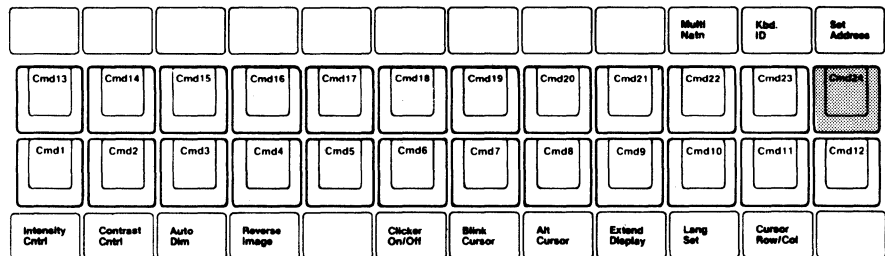 Multi Natn Kbd. ID Set Address
Cmd13 Cmd14 Cmd15 Cmd16 Cmd17 Cmd18 Cmd19 Cmd20 Cmd21 Cmd22 Cmd23 Cmd24
Cmd1 Cmd2 Cmd3 Cmd4 Cmd5 Cmd6 Cmd7 Cmd8 Cmd9 Cmd10 Cmd11 Cmd12
Intensity Cntrl Contrast Cntrl Auto Dim Reverse Image Clicker On/Off Blink Cursor Alt Cursor Extend Display Lang Set Cursor Row/Col